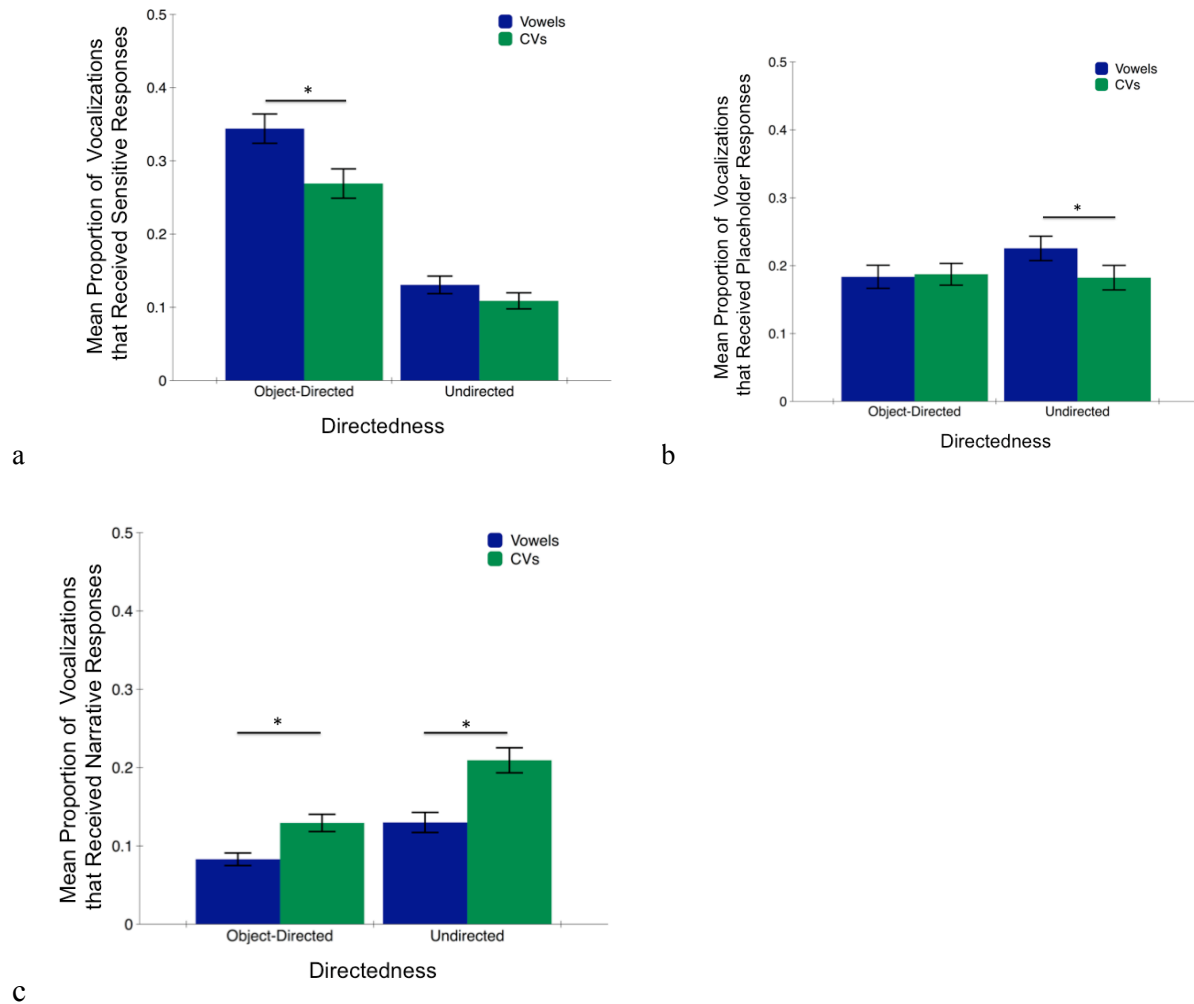 Mean Proportion of Vocalizations
that Received Sensitive Responses
0.5
0.4
0.3
0.2
0.1
0
Vowels
CVs
*
Object-Directed
Undirected
Directedness
a
Mean Proportion of Vocalizations
that Received Placeholder Responses
0.5
0.4
0.3
0.2
0.1
0
Vowels
CVs
*
Object-Directed
Undirected
Directedness
b
Mean Proportion of Vocalizations
that Received Narrative Responses
0.5
0.4
0.3
0.2
0.1
0
Vowels
CVs
*
*
Object-Directed
Undirected
Directedness
c